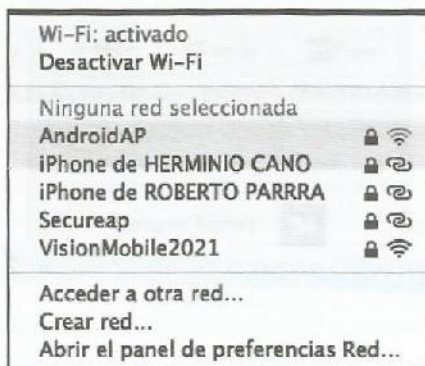 Wi-Fi: activado
Desactivar Wi-Fi
Ninguna red seleccionada
AndroidAP
iPhone de HERMINIO CANO
iPhone de ROBERTO PARRRA
Secureap
VisionMobile2021
Acceder a otra red...
Crear red...
Abrir el panel de preferencias Red...